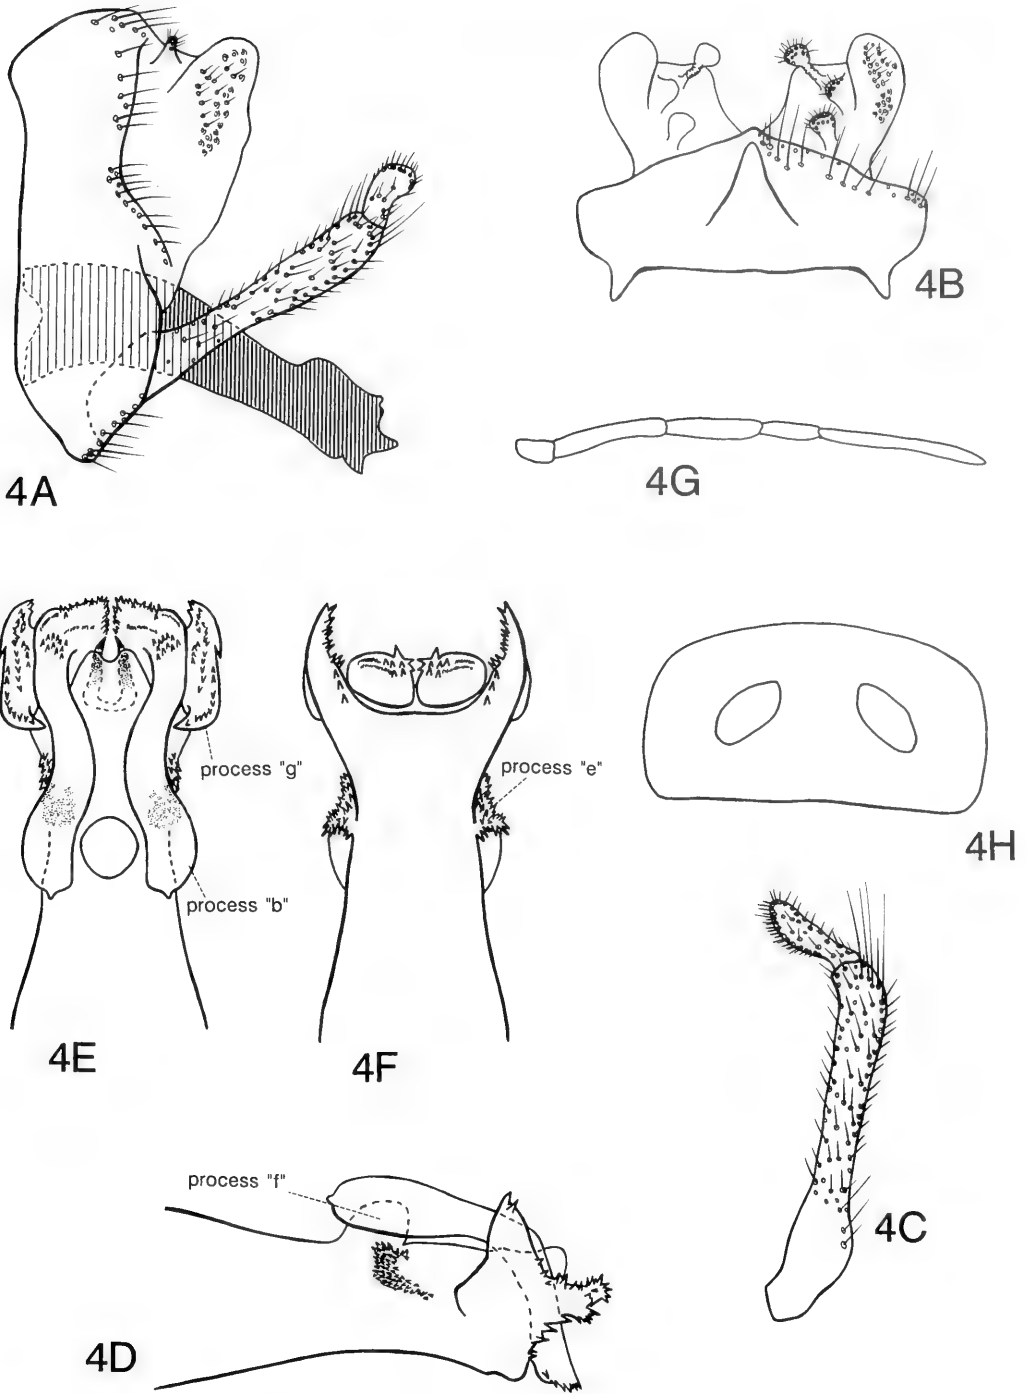 4A
4B
4G
process "g"
process "e"
4H
process "b"
4E
4F
process "f"
4C
4D